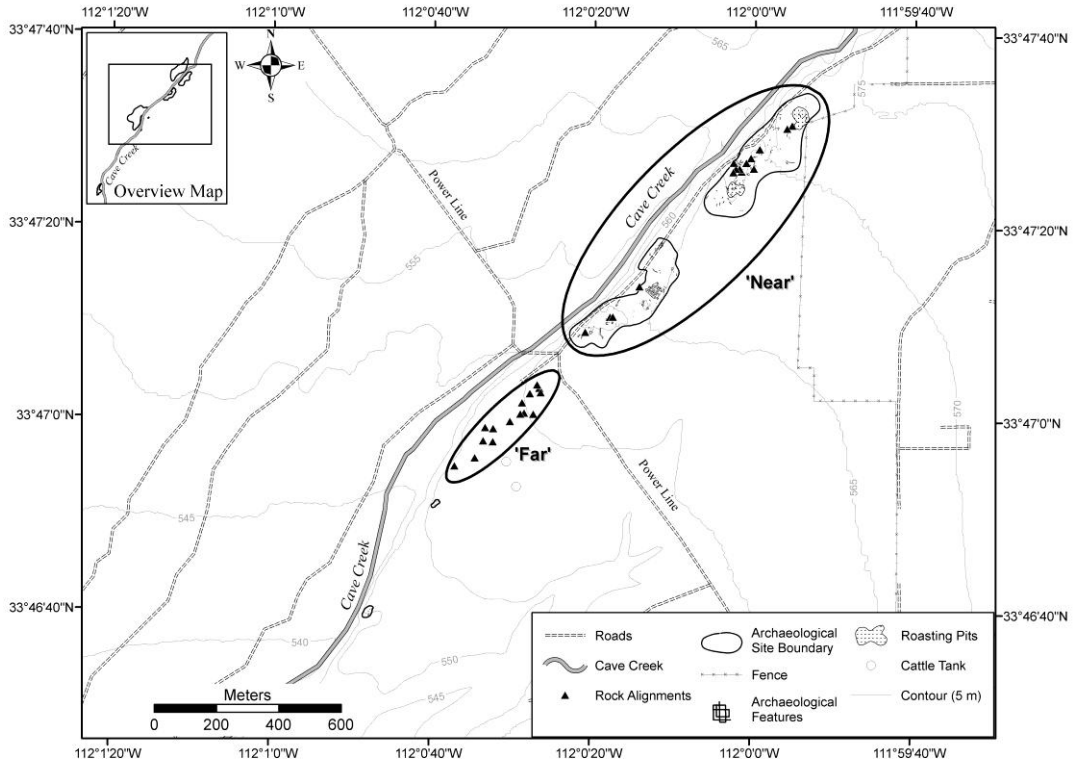 112°1'20"W
112°1'0"W
112°0'40"W
112°0'20"W
112°0'0"W
111°59'40"W
33°47'40"N
33°47'40"N
N
W
E
S
565
575
Cave Creek
Overview Map
Power Line
Cave Creek
33°47'20"N
560
33°47'20"N
555
'Near'
33°47'0"N
33°47'0"N
570
'Far'
Power Line
545
565
Cave Creek
33°46'40"N
33°46'40"N
540
550
545
Meters
0 200 400 600
Roads
Cave Creek
Rock Alignments
Archaeological
Site Boundary
Fence
Archaeological
Features
Roasting Pits
Cattle Tank
Contour (5 m)
112°1'20"W
112°1'0"W
112°0'40"W
112°0'20"W
112°0'0"W
111°59'40"W